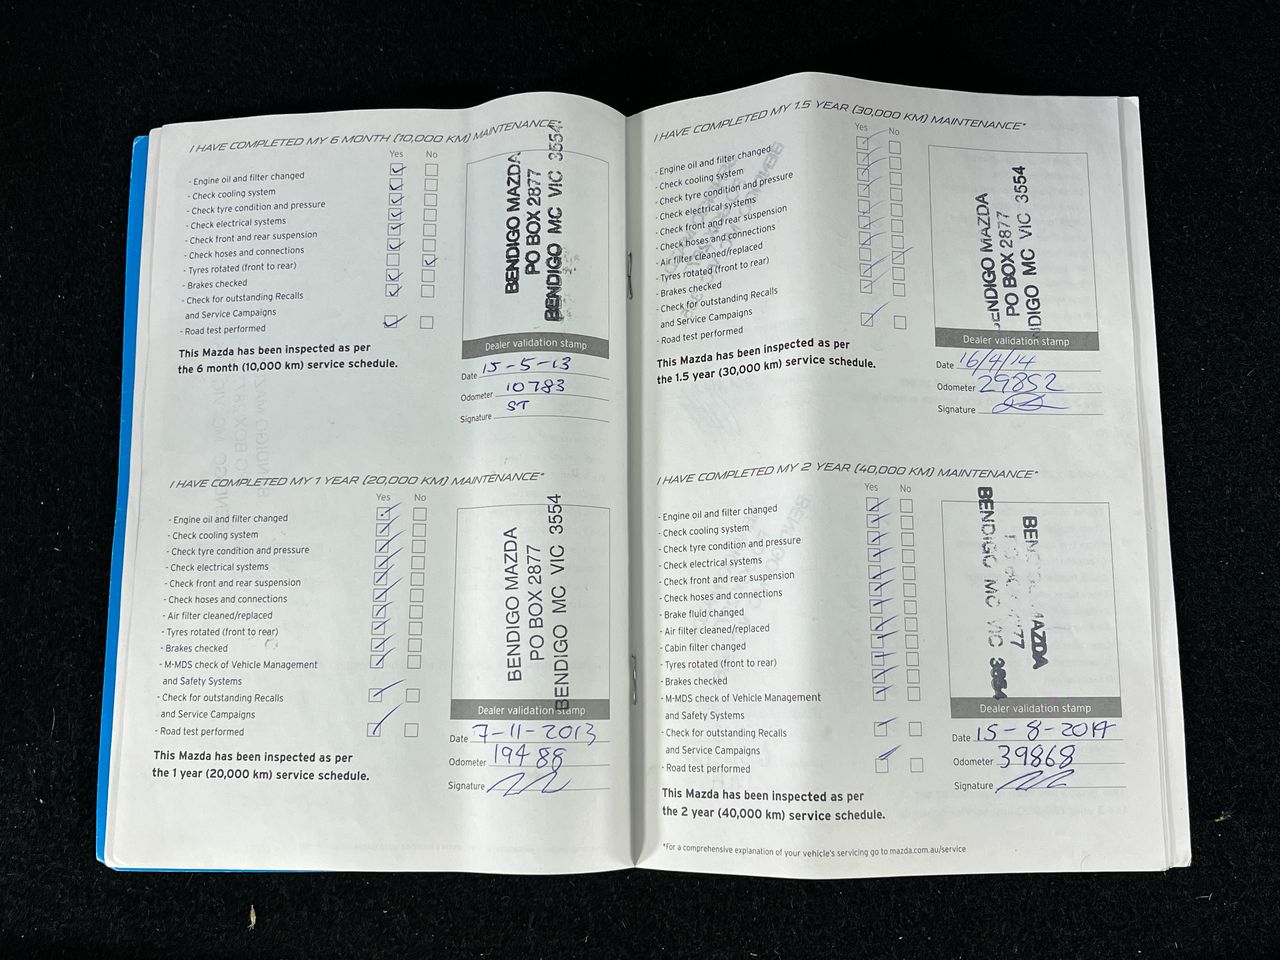 I HAVE COMPLETED MY 6 MONTH (10,000 KM) MAINTENANCE*
Yes No
- Engine oil and filter changed
- Check cooling system
- Check tyre condition and pressure
- Check electrical systems
- Check front and rear suspension
- Check hoses and connections
- Tyres rotated (front to rear)
- Brakes checked
- Check for outstanding Recalls
and Service Campaigns
- Road test performed
This Mazda has been inspected as per
the 6 month (10,000 km) service schedule.
BENDIGO MAZDA
PO BOX 2877
BENDIGO MC VIC 3554
Dealer validation stamp
Date 15-5-13
Odometer 10783
ST
Signature
I HAVE COMPLETED MY 1 YEAR (20,000 KM) MAINTENANCE*
Yes No
- Engine oil and filter changed
- Check cooling system
- Check tyre condition and pressure
- Check electrical systems
- Check front and rear suspension
- Check hoses and connections
- Air filter cleaned/replaced
- Tyres rotated (front to rear)
- Brakes checked
- M-MDS check of Vehicle Management
and Safety Systems
- Check for outstanding Recalls
and Service Campaigns
- Road test performed
This Mazda has been inspected as per
the 1 year (20,000 km) service schedule.
BENDIGO MAZDA
PO BOX 2877
BENDIGO MC VIC 3554
Dealer validation stamp
Date 7-11-2013
Odometer 19488
Signature
I HAVE COMPLETED MY 1.5 YEAR (30,000 KM) MAINTENANCE*
Yes No
- Engine oil and filter changed
- Check cooling system
- Check tyre condition and pressure
- Check electrical systems
- Check front and rear suspension
- Check hoses and connections
- Air filter cleaned/replaced
- Tyres rotated (front to rear)
- Brakes checked
- Check for outstanding Recalls
and Service Campaigns
- Road test performed
This Mazda has been inspected as per
the 1.5 year (30,000 km) service schedule.
ENDIGO MAZDA
PO BOX 2877
DIGO MC VIC 3554
Dealer validation stamp
Date 16/4/14
Odometer 29852
Signature
I HAVE COMPLETED MY 2 YEAR (40,000 KM) MAINTENANCE*
Yes No
- Engine oil and filter changed
- Check cooling system
- Check tyre condition and pressure
- Check electrical systems
- Check front and rear suspension
- Check hoses and connections
- Brake fluid changed
- Air filter cleaned/replaced
- Cabin filter changed
- Tyres rotated (front to rear)
- Brakes checked
- M-MDS check of Vehicle Management
and Safety Systems
- Check for outstanding Recalls
and Service Campaigns
- Road test performed
This Mazda has been inspected as per
the 2 year (40,000 km) service schedule.
MAZDA
BENDIGO MC VIC 3554
Dealer validation stamp
Date 15-8-2014
Odometer 39868
Signature
*For a comprehensive explanation of your vehicle's servicing go to mazda.com.au/service